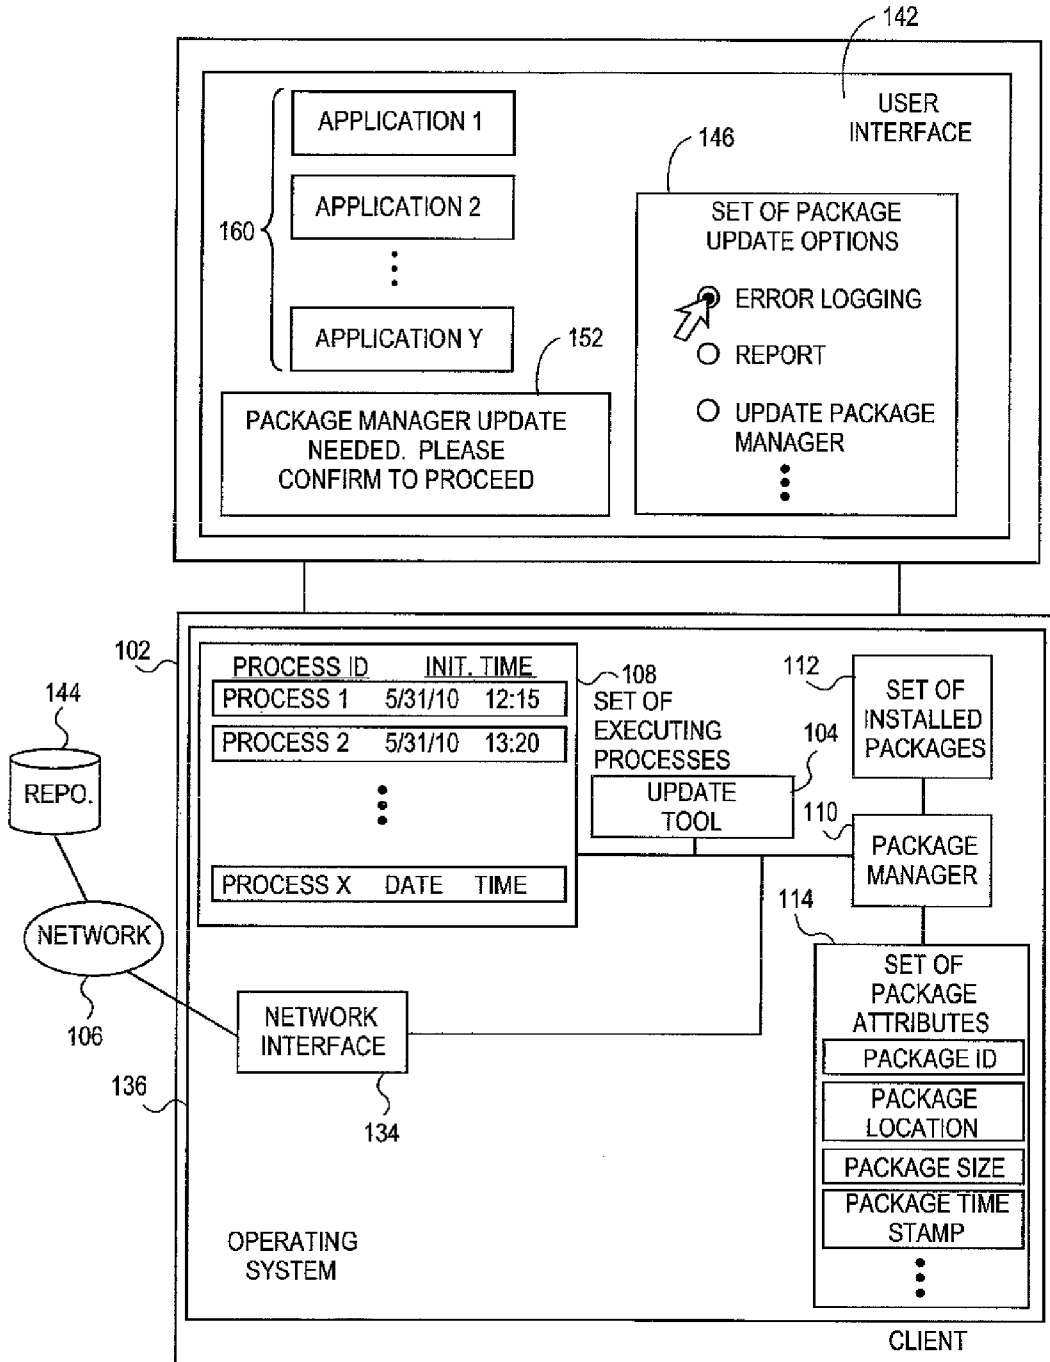 142
USER
INTERFACE
APPLICATION 1
APPLICATION 2
160
APPLICATION Y
146
SET OF PACKAGE
UPDATE OPTIONS
ERROR LOGGING
REPORT
UPDATE PACKAGE
MANAGER
152
PACKAGE MANAGER UPDATE
NEEDED. PLEASE
CONFIRM TO PROCEED
102
PROCESS ID INIT. TIME
PROCESS 1 5/31/10 12:15
PROCESS 2 5/31/10 13:20
PROCESS X DATE TIME
108
SET OF
EXECUTING
PROCESSES
104
UPDATE
TOOL
112
SET OF
INSTALLED
PACKAGES
110
PACKAGE
MANAGER
144
REPO.
NETWORK
106
NETWORK
INTERFACE
134
136
114
SET OF
PACKAGE
ATTRIBUTES
PACKAGE ID
PACKAGE
LOCATION
PACKAGE SIZE
PACKAGE TIME
STAMP
OPERATING
SYSTEM
CLIENT